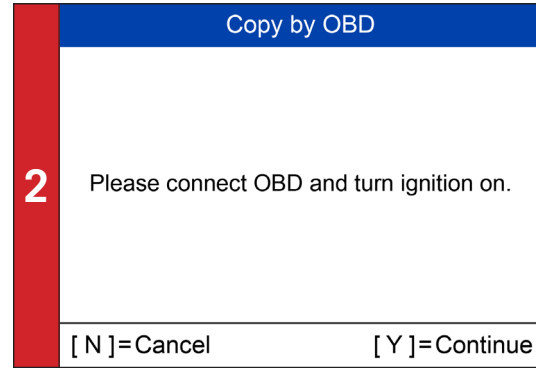 Copy by OBD
2
Please connect OBD and turn ignition on.
[ N ]=Cancel
[ Y ]=Continue